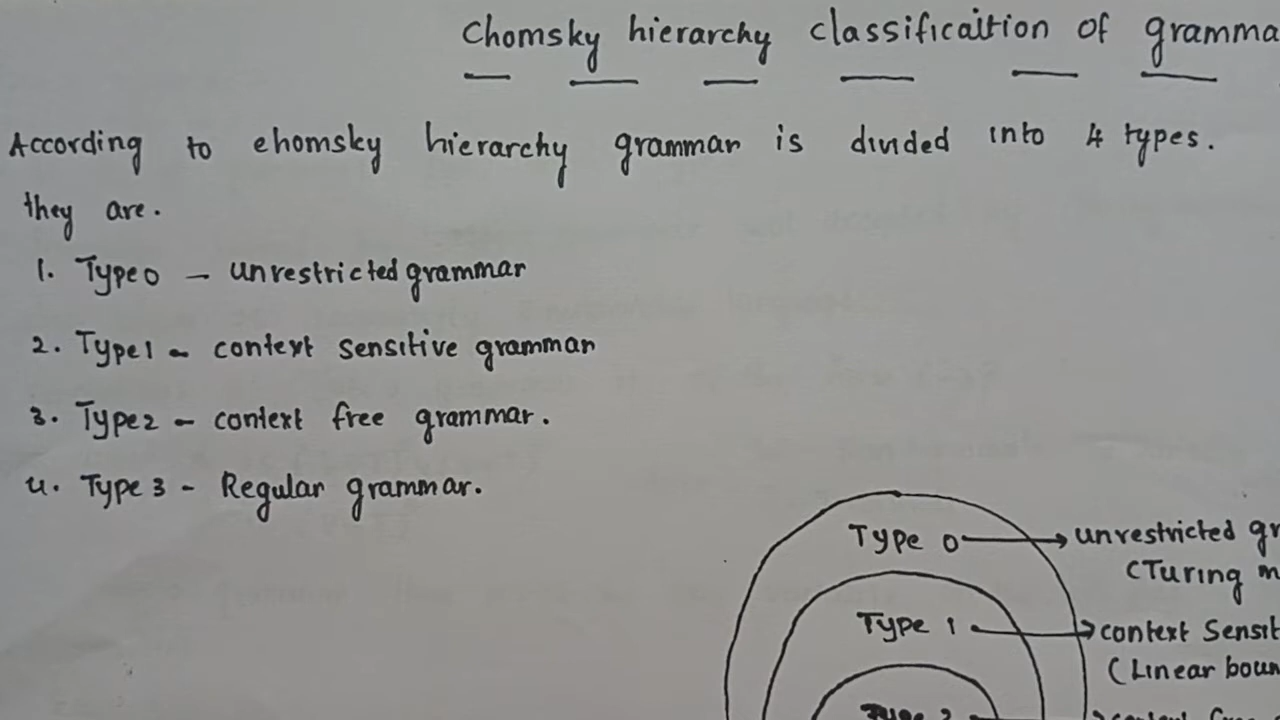 Chomsky hierarchy classificaition of gramma
According to ehomsky hierarchy grammar is divided into 4 types.
they are.
1. Type 0 - unrestricted grammar
2. Type 1 - context sensitive grammar
3. Type 2 - context free grammar.
4. Type 3 - Regular grammar.
Type 0 → unrestricted gr
(Turing m
Type 1 → context Sensit
(Linear boun
Type 2